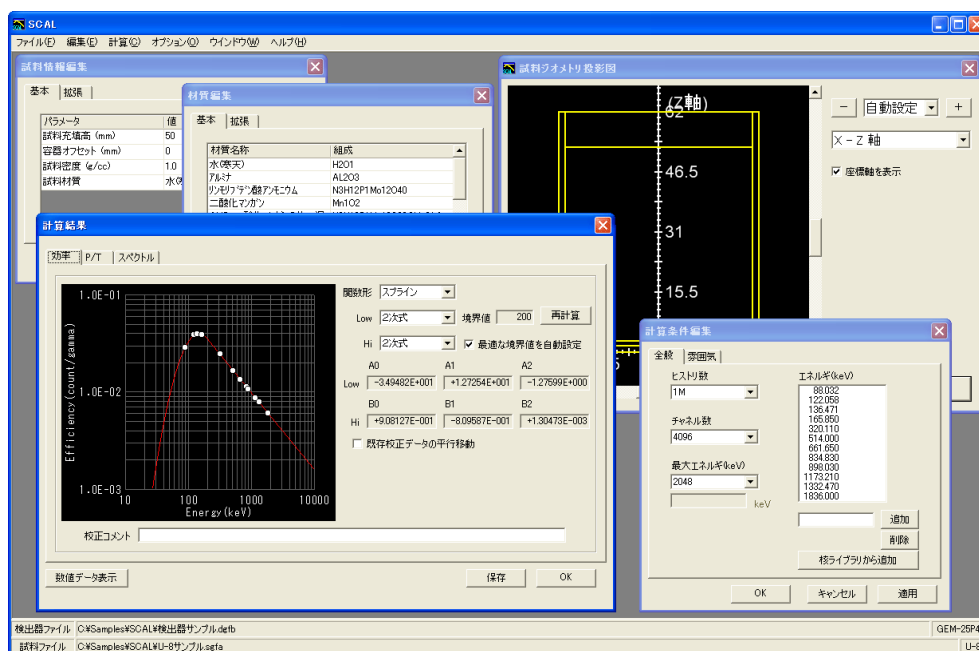 SCAL
ファイル(F) 編集(E) 計算(C) オプション(O) ウインドウ(W) ヘルプ(H)
試料情報編集
基本 拡張
パラメータ 値
試料充填高 (mm) 50
容器オフセット (mm) 0
試料密度 (g/cc) 1.0
試料材質
材質編集
基本 拡張
材質名称 組成
水(寒天) H2O1
アルミナ AL2O3
リンモリブデン酸アンモニウム N3H12P1Mo12O40
二酸化マンガン Mn1O2
試料ジオメトリ投影図
(Z軸)
62
46.5
31
15.5
− 自動設定 +
X－Z 軸
座標軸を表示
計算結果
効率 P/T スペクトル
1.0E-01
1.0E-02
1.0E-03
Efficiency(count/gamma)
10 100 1000 10000
Energy(keV)
関数形 スプライン
Low 2次式 境界値 200 再計算
Hi 2次式 最適な境界値を自動設定
A0 A1 A2
Low -3.49482E+001 +1.27254E+001 -1.27599E+000
B0 B1 B2
Hi +9.08127E-001 -8.09587E-001 +1.30473E-003
既存校正データの平行移動
校正コメント
数値データ表示 保存 OK
計算条件編集
全般 雰囲気
ヒストリ数
1M
チャネル数
4096
最大エネルギ(keV)
2048
keV
エネルギ(keV)
88.032
122.058
136.471
165.850
320.110
514.000
661.650
834.830
898.030
1173.210
1332.470
1836.000
追加
削除
核ライブラリから追加
OK キャンセル 適用
検出器ファイル C:¥Samples¥SCAL¥検出器サンプル.dgfb GEM-25P4
試料ファイル C:¥Samples¥SCAL¥U-8サンプル.sgfa U-8